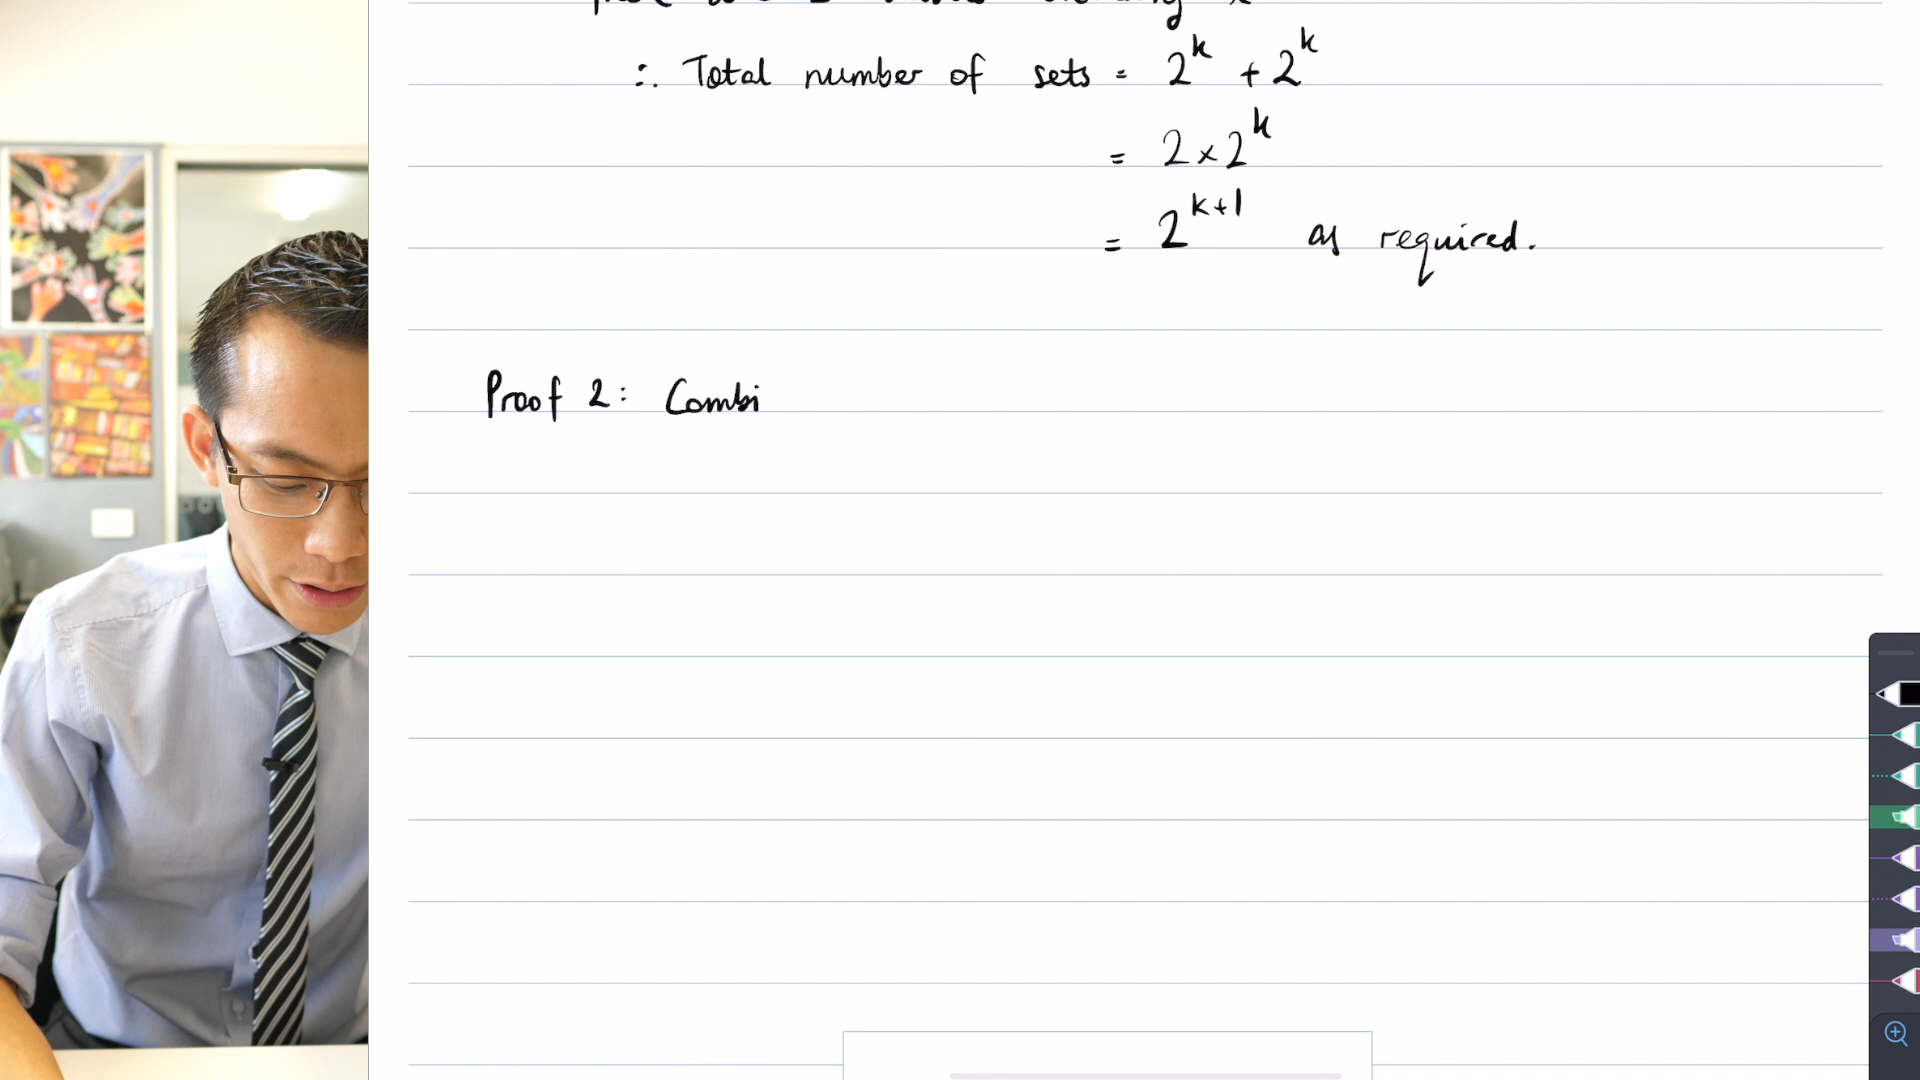 ∴ Total number of sets = 2^k + 2^k
= 2 × 2^k
= 2^{k+1} as required.
Proof 2: Combi